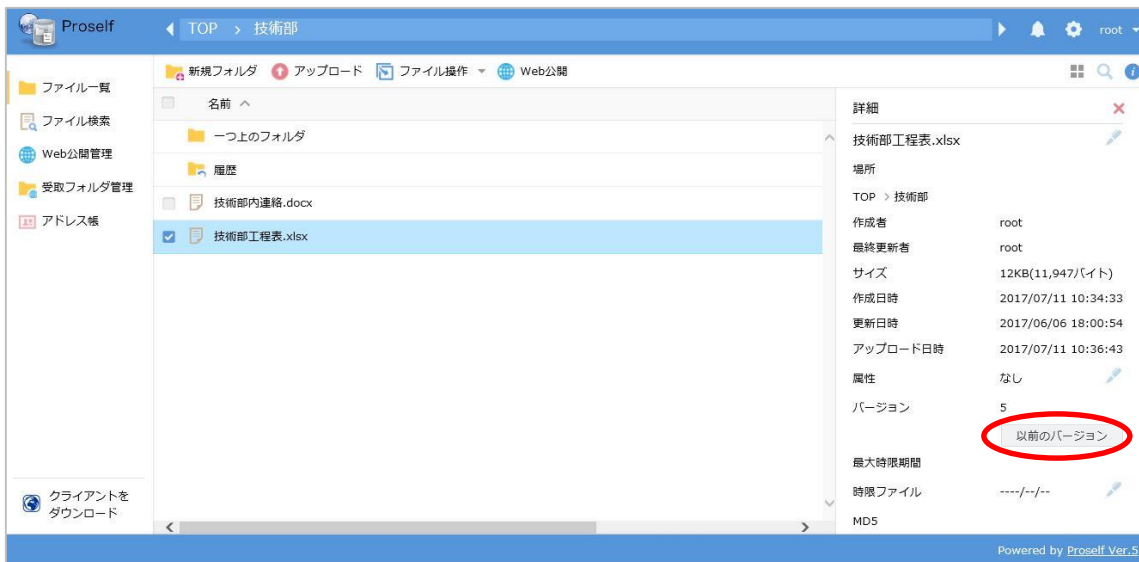 Proself
TOP > 技術部
root
ファイル一覧
ファイル検索
Web公開管理
受取フォルダ管理
アドレス帳
クライアントを
ダウンロード
新規フォルダ アップロード ファイル操作 Web公開
名前
一つ上のフォルダ
履歴
技術部内連絡.docx
技術部工程表.xlsx
詳細
技術部工程表.xlsx
場所
TOP > 技術部
作成者 root
最終更新者 root
サイズ 12KB(11,947バイト)
作成日時 2017/07/11 10:34:33
更新日時 2017/06/06 18:00:54
アップロード日時 2017/07/11 10:36:43
属性 なし
バージョン 5
以前のバージョン
最大時限期間
時限ファイル ----/--/--
MD5
Powered by Proself Ver.5